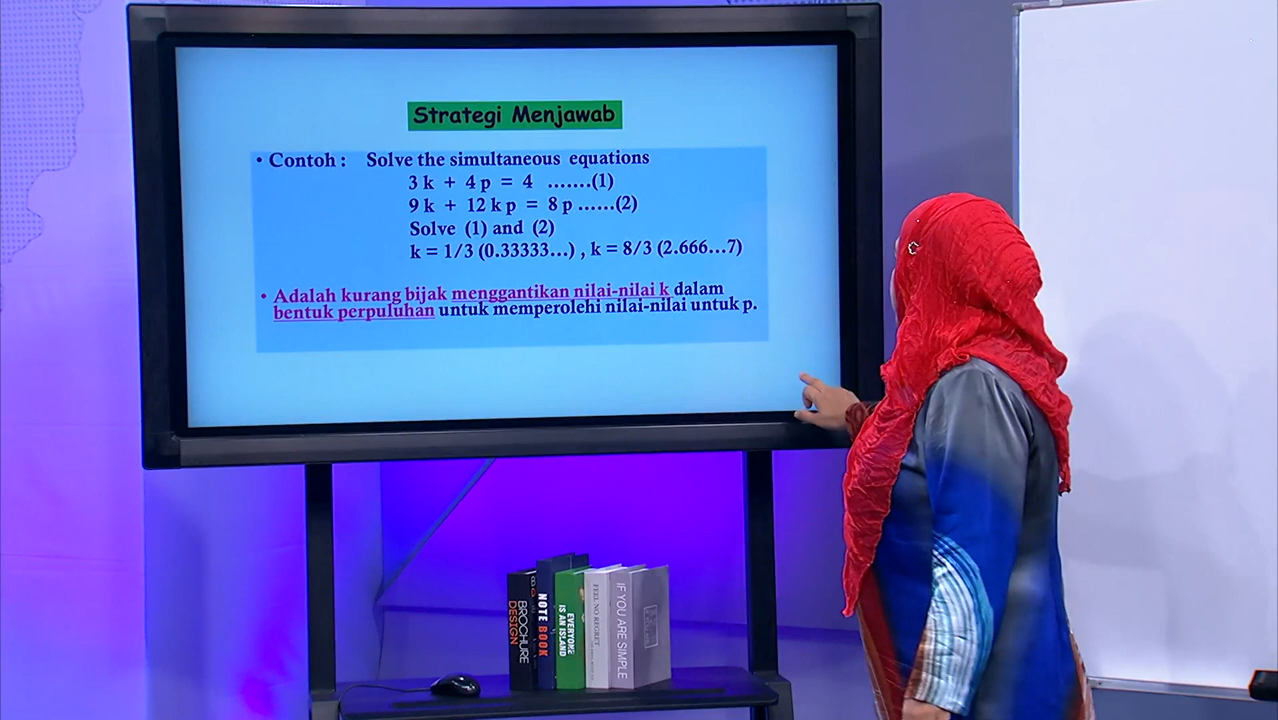 Strategi Menjawab
• Contoh : Solve the simultaneous equations
3 k + 4 p = 4 .......(1)
9 k + 12 k p = 8 p ......(2)
Solve (1) and (2)
k = 1/3 (0.33333...) , k = 8/3 (2.666...7)
• Adalah kurang bijak menggantikan nilai-nilai k dalam
bentuk perpuluhan untuk memperolehi nilai-nilai untuk p.
BROCHURE
DESIGN
NOTE BOOK
EVERYONE
IS AN ISLAND
FEEL NO REGRET
IF YOU ARE SIMPLE